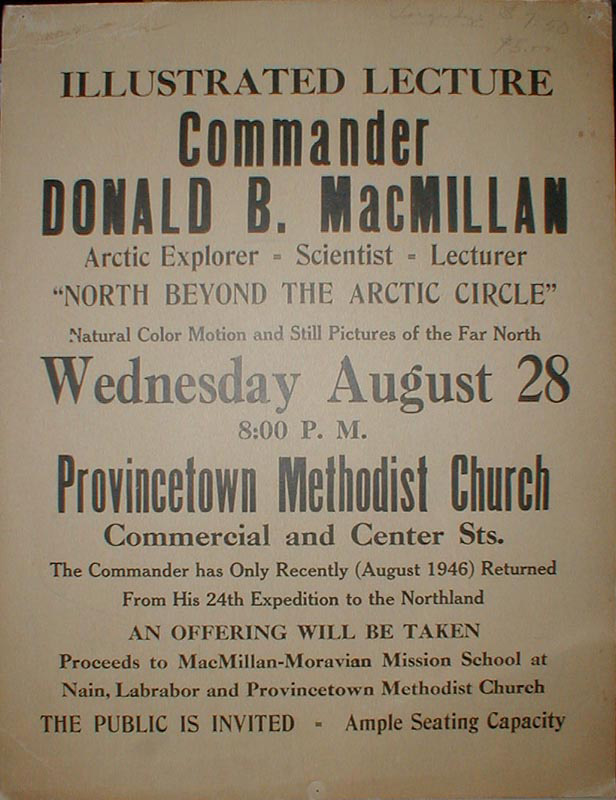 $7.50
$5.00
ILLUSTRATED LECTURE
Commander
DONALD B. MacMILLAN
Arctic Explorer - Scientist - Lecturer
"NORTH BEYOND THE ARCTIC CIRCLE"
Natural Color Motion and Still Pictures of the Far North
Wednesday August 28
8:00 P. M.
Provincetown Methodist Church
Commercial and Center Sts.
The Commander has Only Recently (August 1946) Returned
From His 24th Expedition to the Northland
AN OFFERING WILL BE TAKEN
Proceeds to MacMillan-Moravian Mission School at
Nain, Labrabor and Provincetown Methodist Church
THE PUBLIC IS INVITED - Ample Seating Capacity